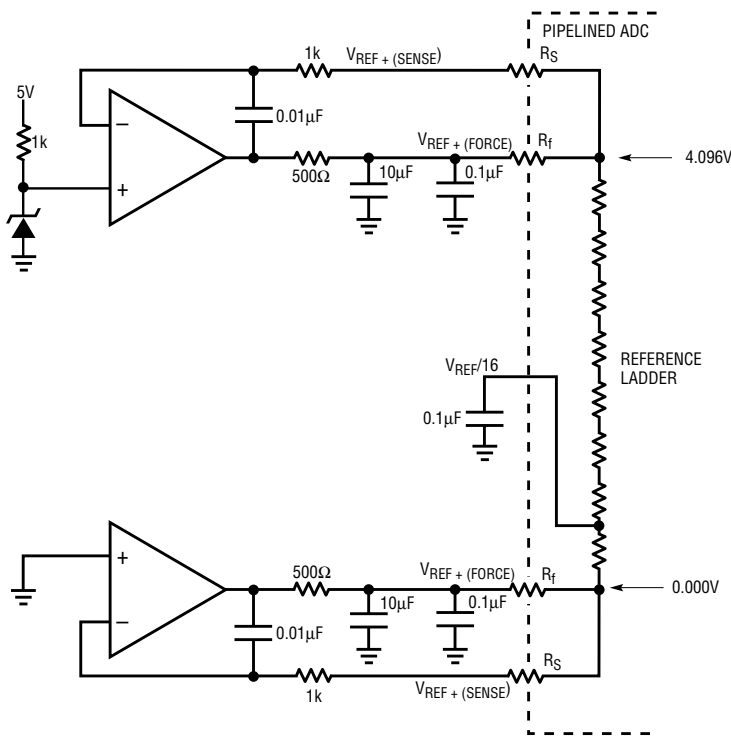 PIPELINED ADC
1k
VREF + (SENSE)
RS
5V
1k
−
+
0.01µF
500Ω
VREF + (FORCE)
Rf
10µF
0.1µF
4.096V
VREF/16
0.1µF
REFERENCE
LADDER
+
−
500Ω
VREF + (FORCE)
Rf
0.000V
0.01µF
10µF
0.1µF
1k
VREF + (SENSE)
RS